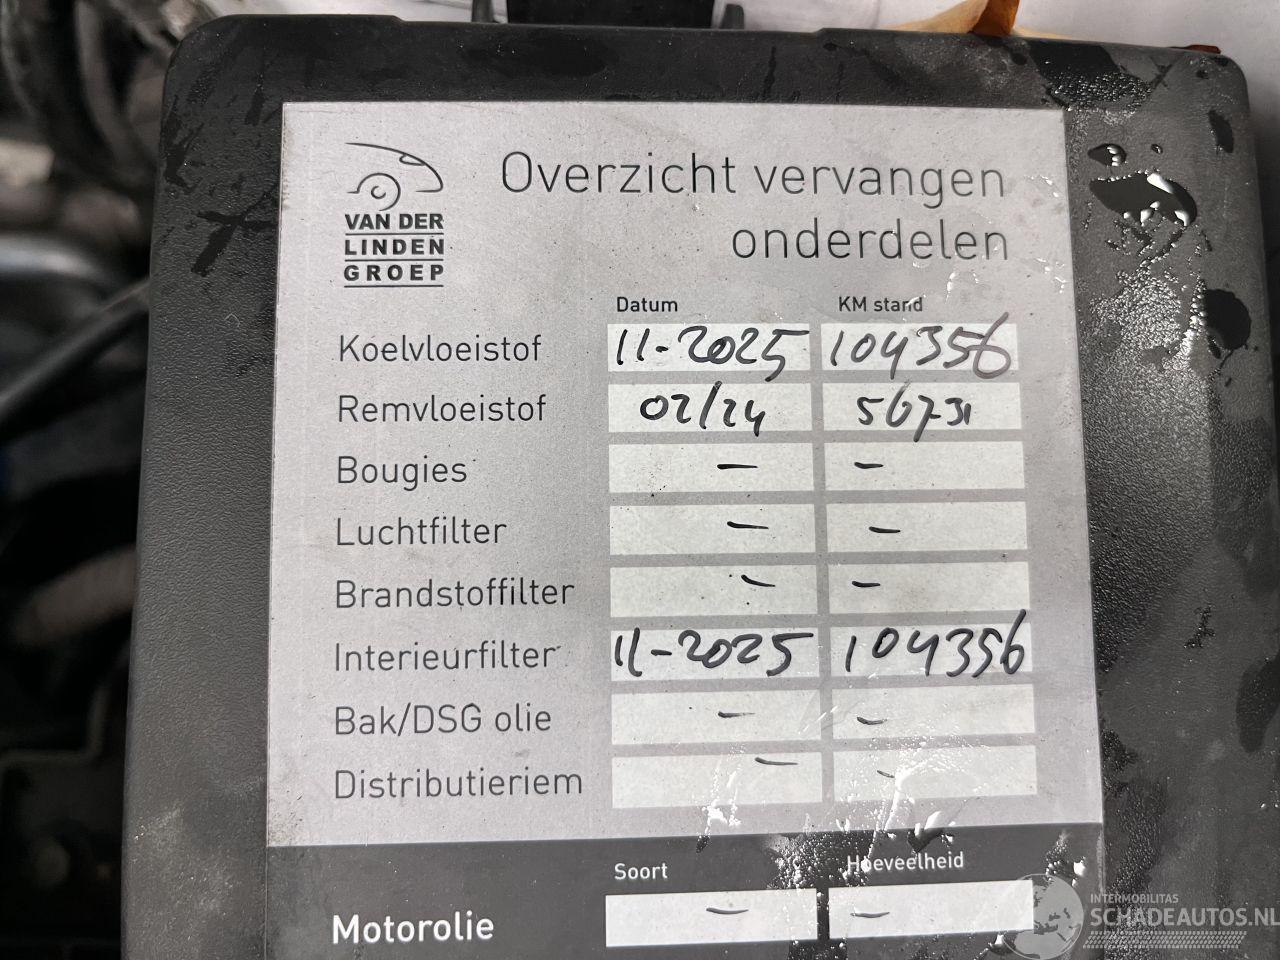 VAN DER
LINDEN
GROEP
Overzicht vervangen
onderdelen
Datum KM stand
Koelvloeistof 11-2025 104356
Remvloeistof 02/24 56731
Bougies – –
Luchtfilter – –
Brandstoffilter – –
Interieurfilter 11-2025 104356
Bak/DSG olie – –
Distributieriem – –
Soort Hoeveelheid
Motorolie – –
INTERMOBILITAS
SCHADEAUTOS.NL